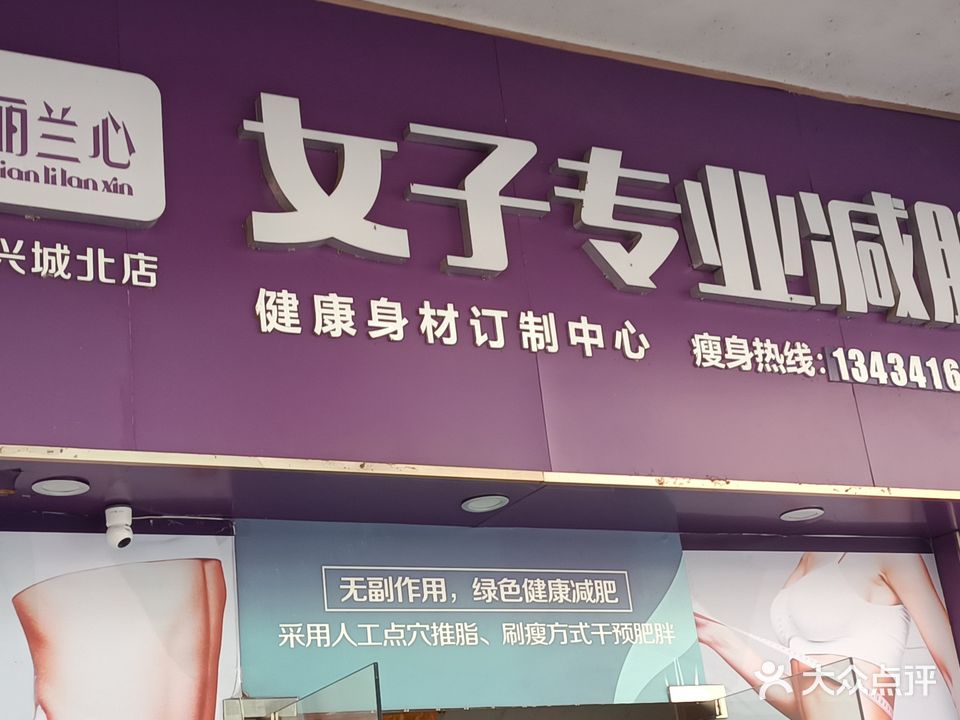 丽兰心
ian li lan xin
兴城北店
女子专业减肥
健康身材订制中心
瘦身热线:1343416
无副作用，绿色健康减肥
采用人工点穴推脂、刷瘦方式干预肥胖
大众点评